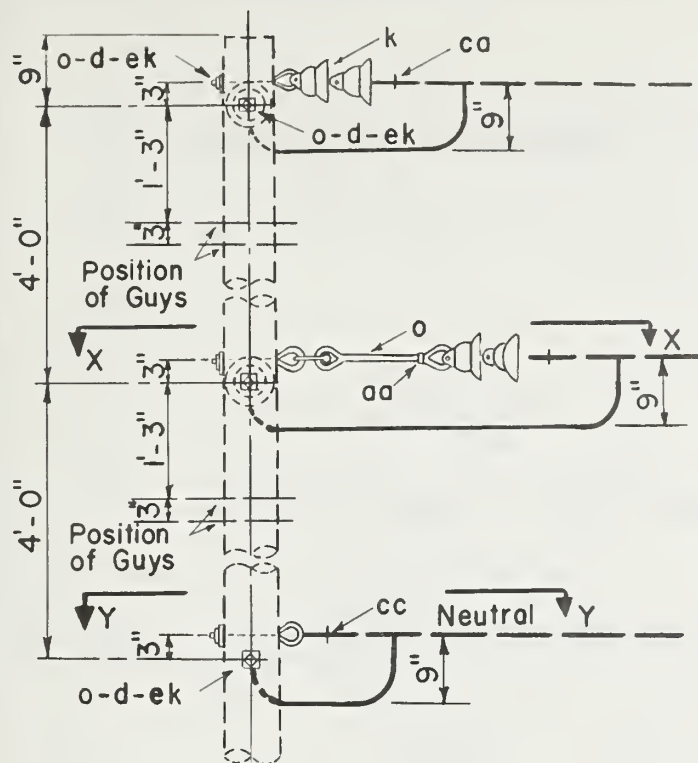 9"
o-d-ek
3"
k
ca
o-d-ek
9"
1'-3"
3"
4'-0"
Position
of Guys
X
o
X
3"
aa
9"
1'-3"
3"
4'-0"
Position
of Guys
Y
cc
Neutral
Y
3"
o-d-ek
9"